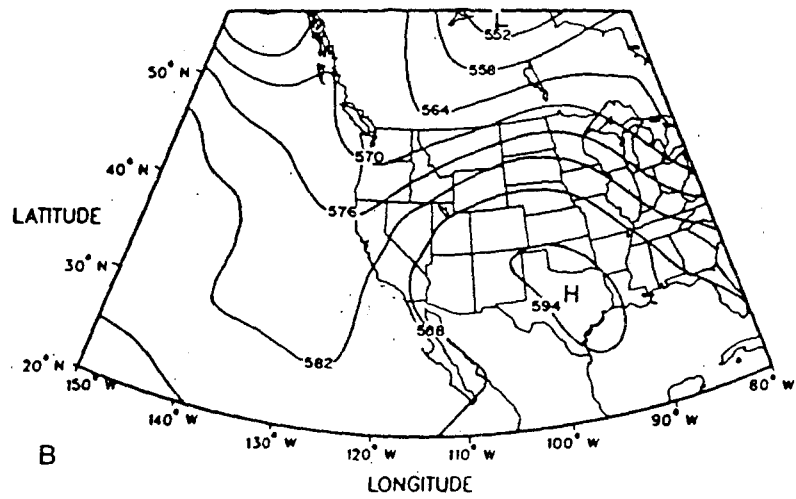 L
552
558
50° N
564
570
40° N
576
LATITUDE
30° N
H
594
588
582
20° N
150° W
80° W
140° W
90° W
130° W
120° W
110° W
100° W
B
LONGITUDE